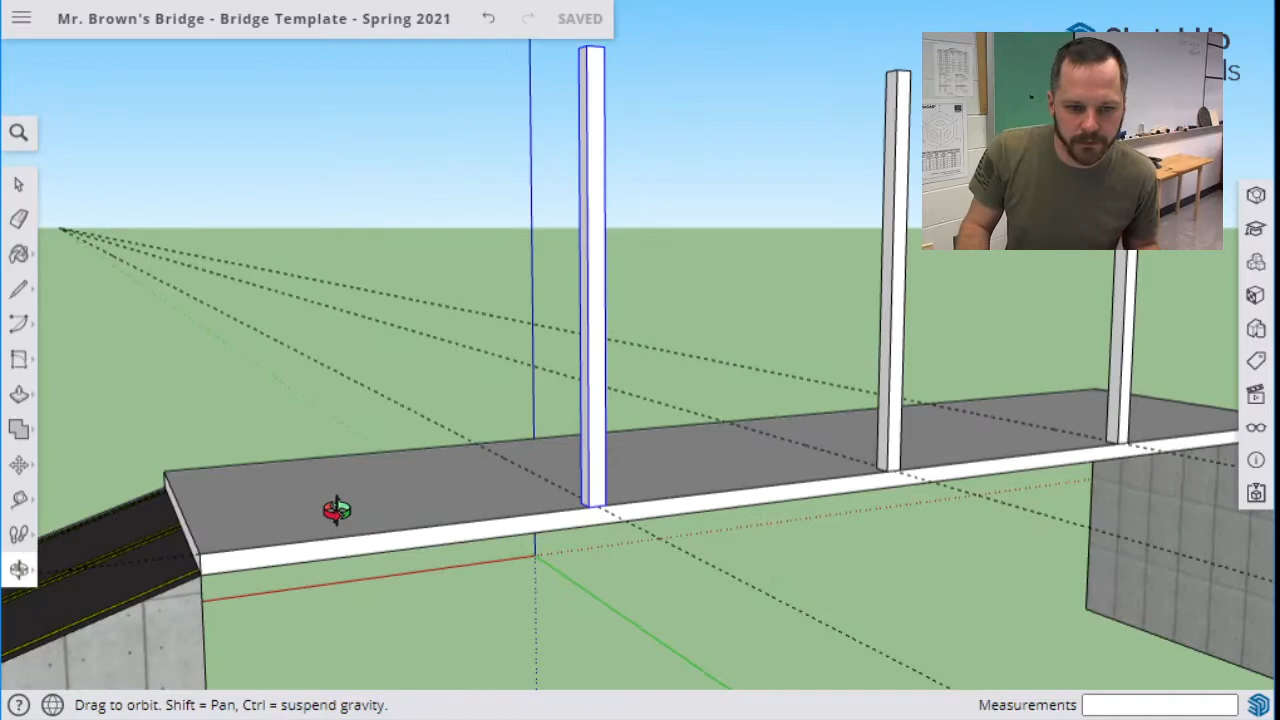 Mr. Brown's Bridge - Bridge Template - Spring 2021
SAVED
Drag to orbit. Shift = Pan, Ctrl = suspend gravity.
Measurements